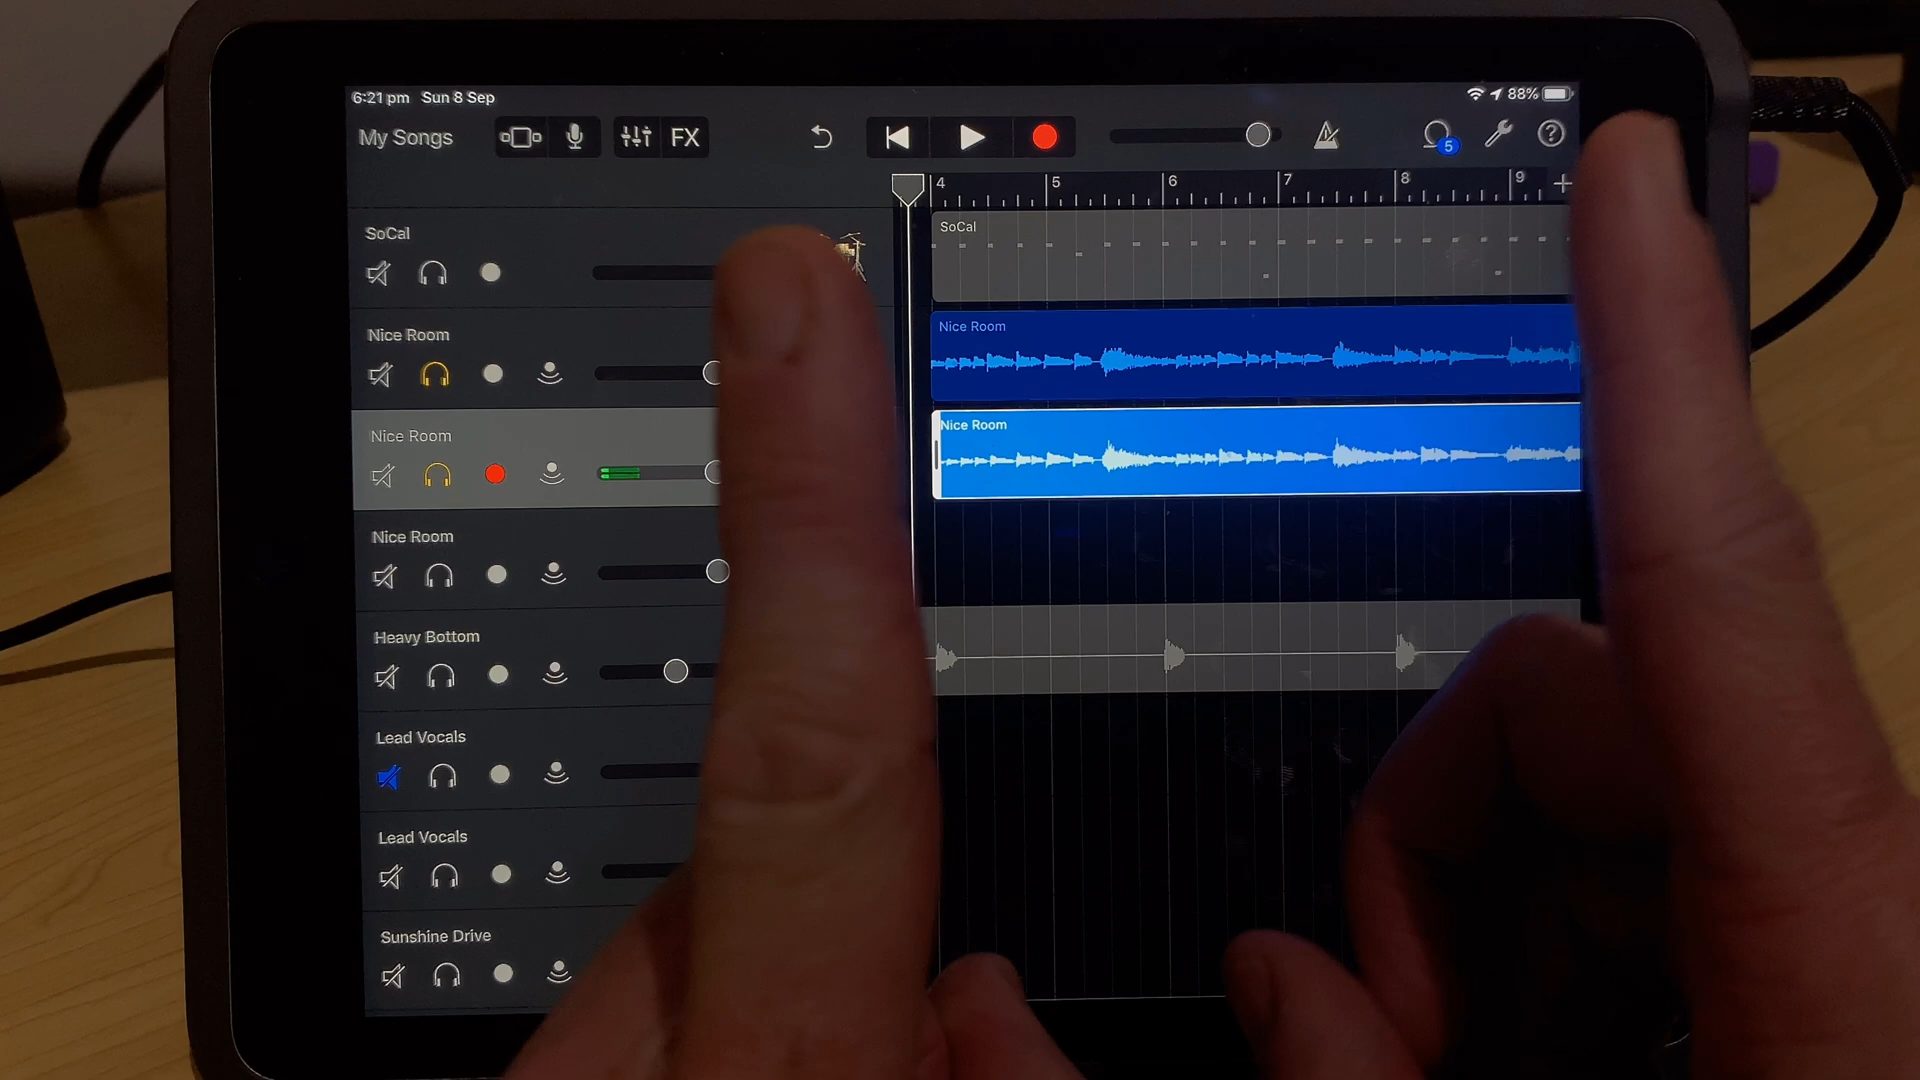 6:21 pm Sun 8 Sep
88%
My Songs
FX
5
4 5 6 7 8 9
SoCal
SoCal
Nice Room
Nice Room
Nice Room
Nice Room
Nice Room
Heavy Bottom
Lead Vocals
Lead Vocals
Sunshine Drive